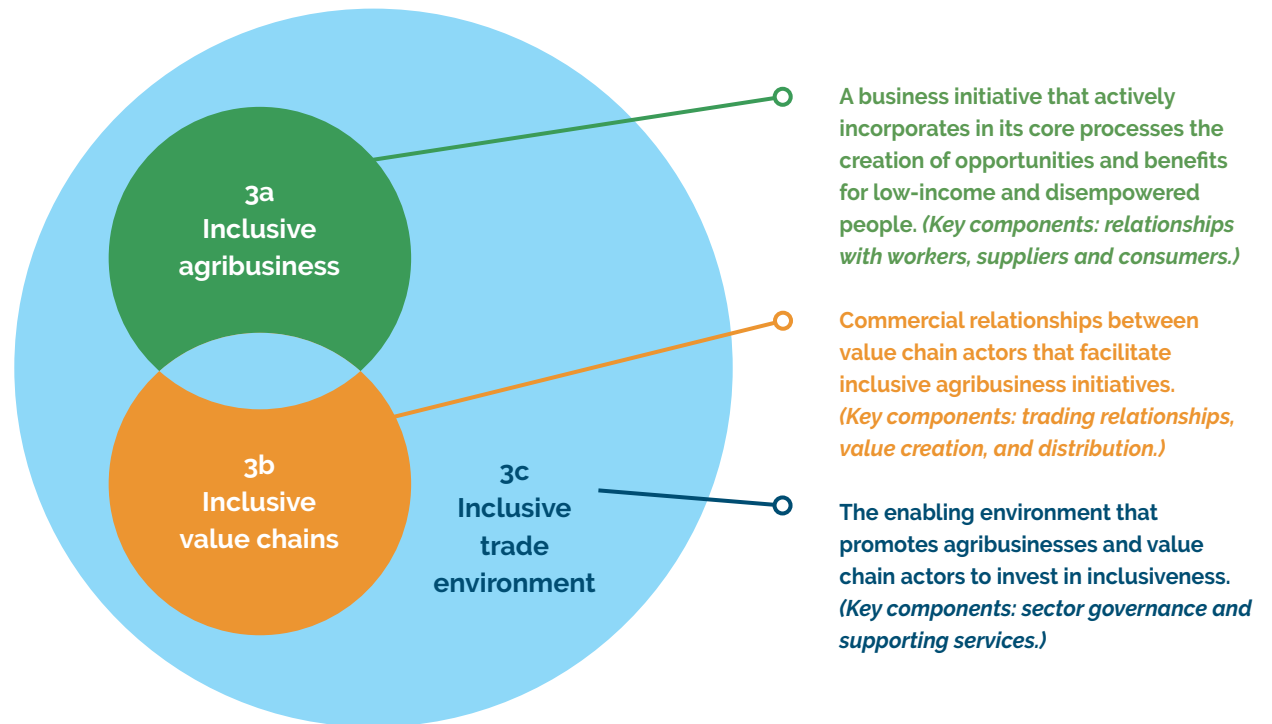 3a
Inclusive
agribusiness
3b
Inclusive
value chains
3c
Inclusive
trade
environment
A business initiative that actively
incorporates in its core processes the
creation of opportunities and benefits
for low-income and disempowered
people. (Key components: relationships
with workers, suppliers and consumers.)
Commercial relationships between
value chain actors that facilitate
inclusive agribusiness initiatives.
(Key components: trading relationships,
value creation, and distribution.)
The enabling environment that
promotes agribusinesses and value
chain actors to invest in inclusiveness.
(Key components: sector governance and
supporting services.)